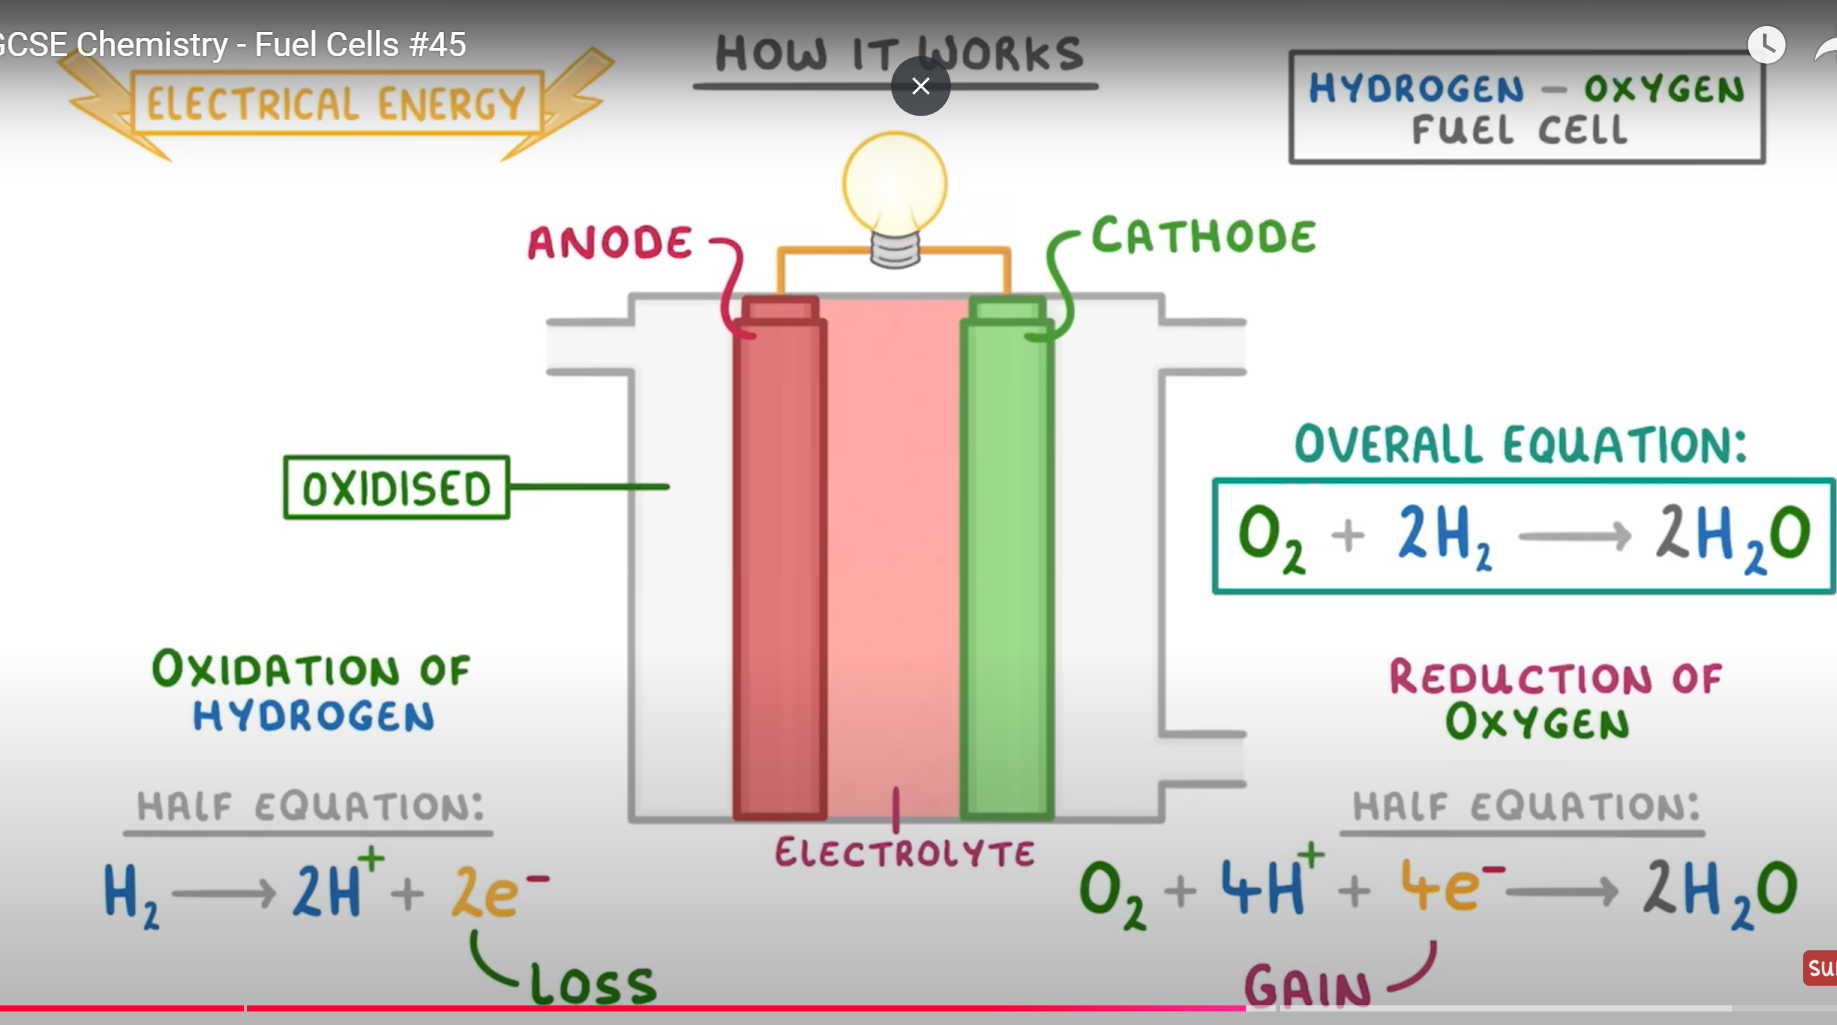 GCSE Chemistry - Fuel Cells #45
HOW IT WORKS
ELECTRICAL ENERGY
HYDROGEN – OXYGEN
FUEL CELL
ANODE
CATHODE
OXIDISED
OVERALL EQUATION:
O₂ + 2H₂ → 2H₂O
OXIDATION OF
HYDROGEN
REDUCTION OF
OXYGEN
HALF EQUATION:
H₂ → 2H⁺ + 2e⁻
LOSS
ELECTROLYTE
HALF EQUATION:
O₂ + 4H⁺ + 4e⁻ → 2H₂O
GAIN